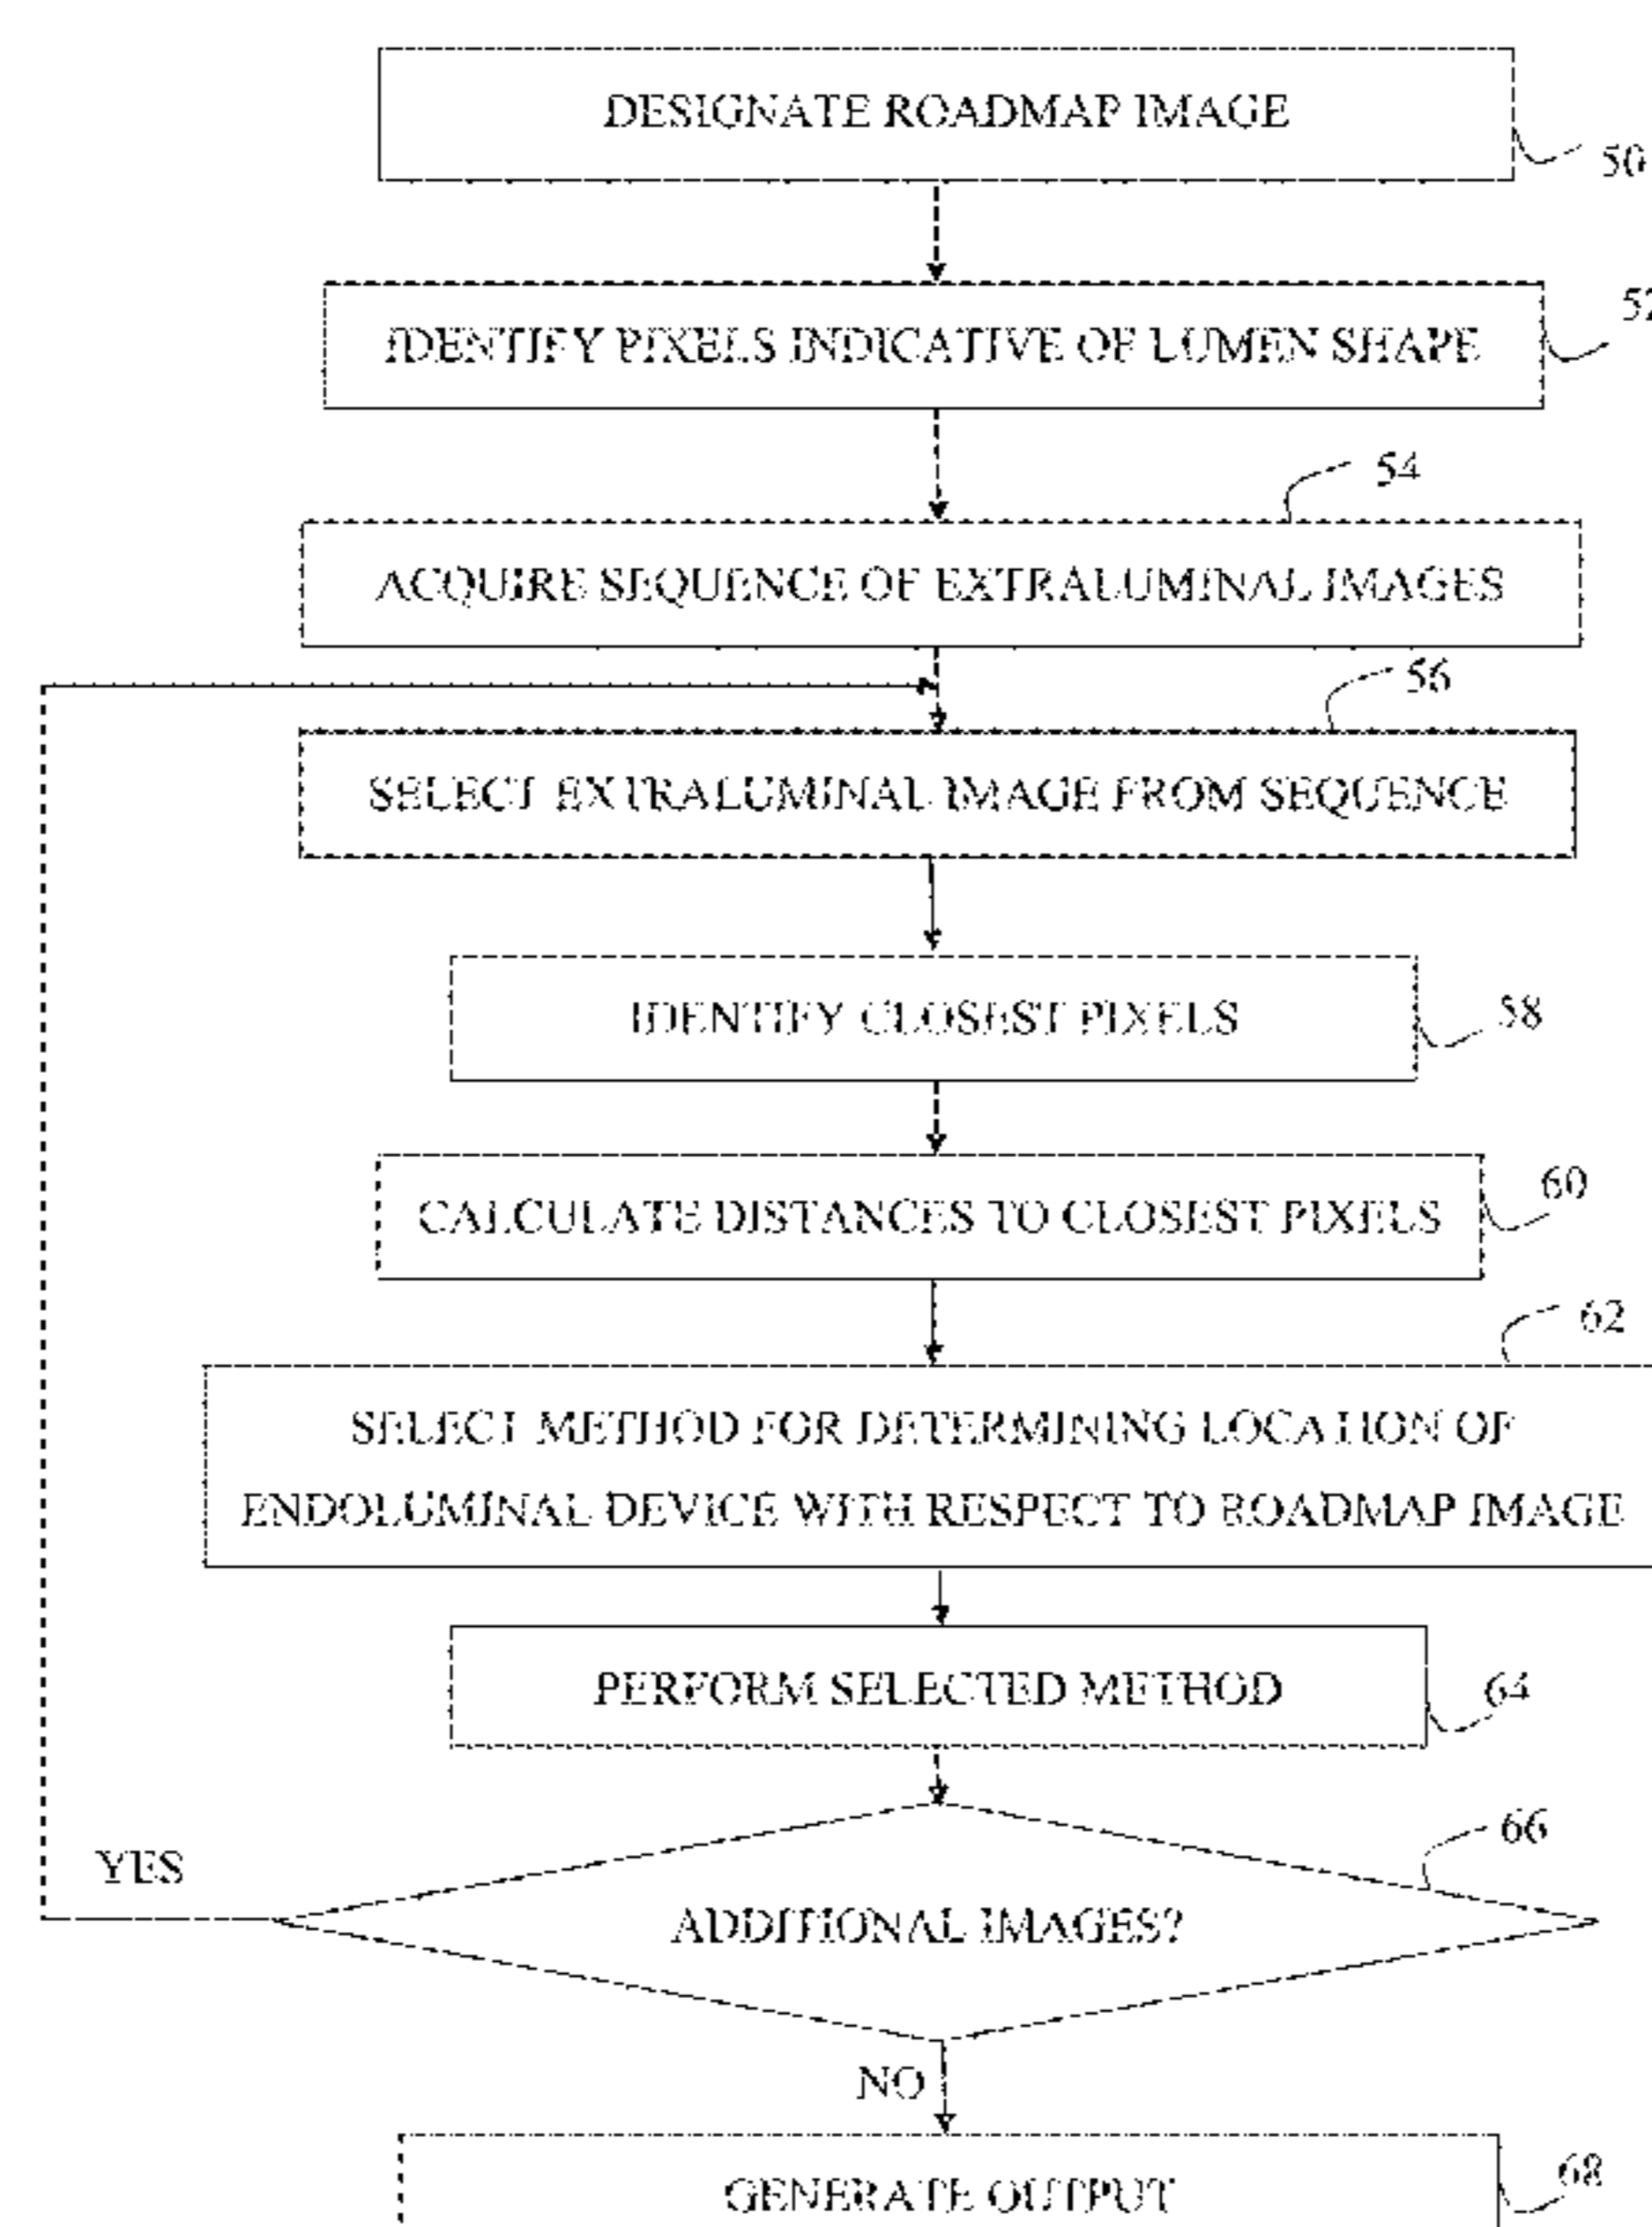 DESIGNATE ROADMAP IMAGE
50
IDENTIFY PIXELS INDICATIVE OF LUMEN SHAPE
52
54
ACQUIRE SEQUENCE OF EXTRALUMINAL IMAGES
56
SELECT EXTRALUMINAL IMAGE FROM SEQUENCE
IDENTIFY CLOSEST PIXELS
58
CALCULATE DISTANCES TO CLOSEST PIXELS
60
62
SELECT METHOD FOR DETERMINING LOCATION OF
ENDOLUMINAL DEVICE WITH RESPECT TO ROADMAP IMAGE
PERFORM SELECTED METHOD
64
66
YES
ADDITIONAL IMAGES?
NO
GENERATE OUTPUT
68